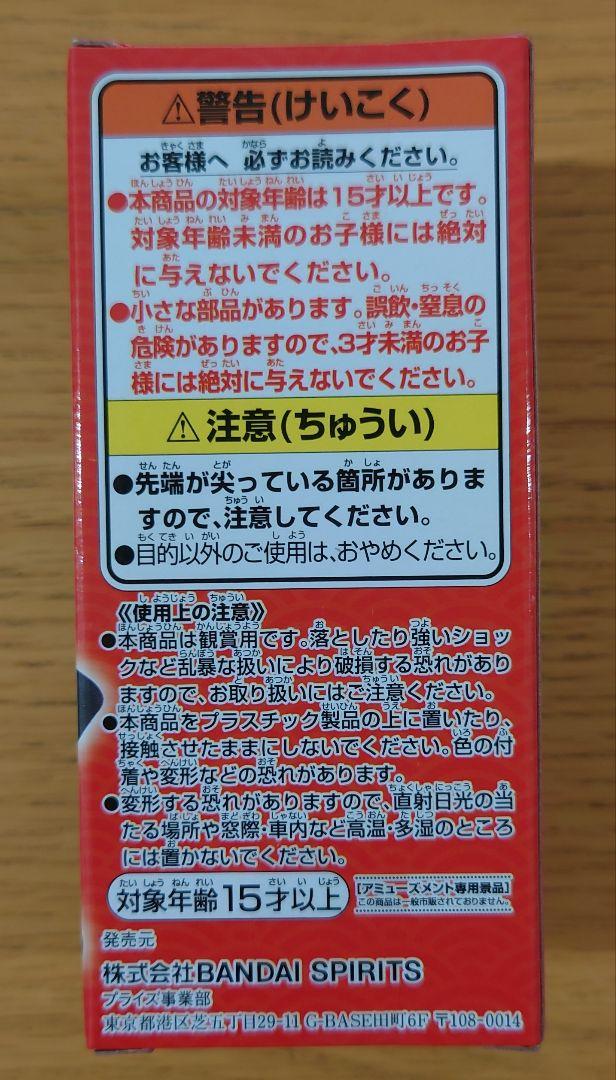 ⚠警告(けいこく)
お客様へ 必ずお読みください。
●本商品の対象年齢は15才以上です。
対象年齢未満のお子様には絶対
に与えないでください。
●小さな部品があります。誤飲・窒息の
危険がありますので、3才未満のお子
様には絶対に与えないでください。
⚠注意(ちゅうい)
●先端が尖っている箇所がありま
すので、注意してください。
●目的以外のご使用は、おやめください。
《使用上の注意》
●本商品は観賞用です。落としたり強いショッ
クなど乱暴な扱いにより破損する恐れがあり
ますので、お取り扱いにはご注意ください。
●本商品をプラスチック製品の上に置いたり、
接触させたままにしないでください。色の付
着や変形などの恐れがあります。
●変形する恐れがありますので、直射日光の当
たる場所や窓際・車内など高温・多湿のところ
には置かないでください。
対象年齢15才以上
[アミューズメント専用景品]
この商品は一般市販されておりません。
発売元
株式会社BANDAI SPIRITS
プライズ事業部
東京都港区芝五丁目29-11 G-BASE田町6F 〒108-0014